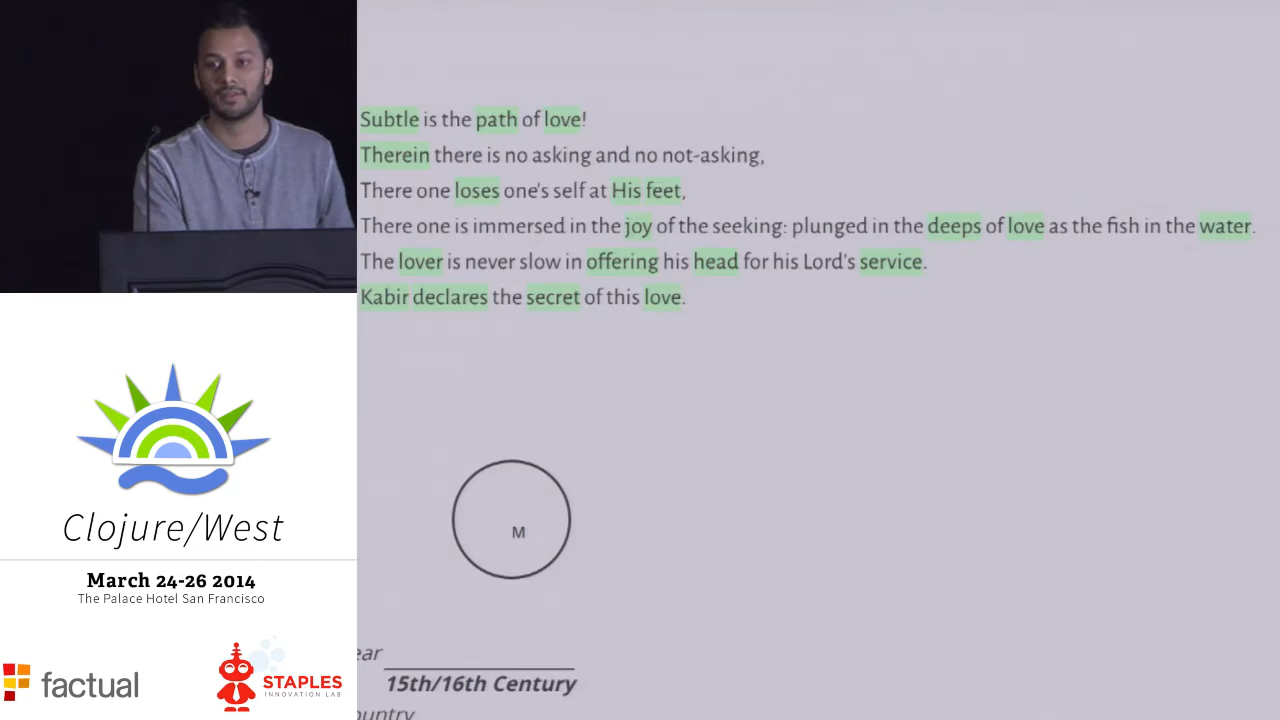 Subtle is the path of love!
Therein there is no asking and no not-asking,
There one loses one's self at His feet,
There one is immersed in the joy of the seeking: plunged in the deeps of love as the fish in the water.
The lover is never slow in offering his head for his Lord's service.
Kabir declares the secret of this love.
M
ear
15th/16th Century
ountry
Clojure/West
March 24-26 2014
The Palace Hotel San Francisco
factual
STAPLES
INNOVATION LAB